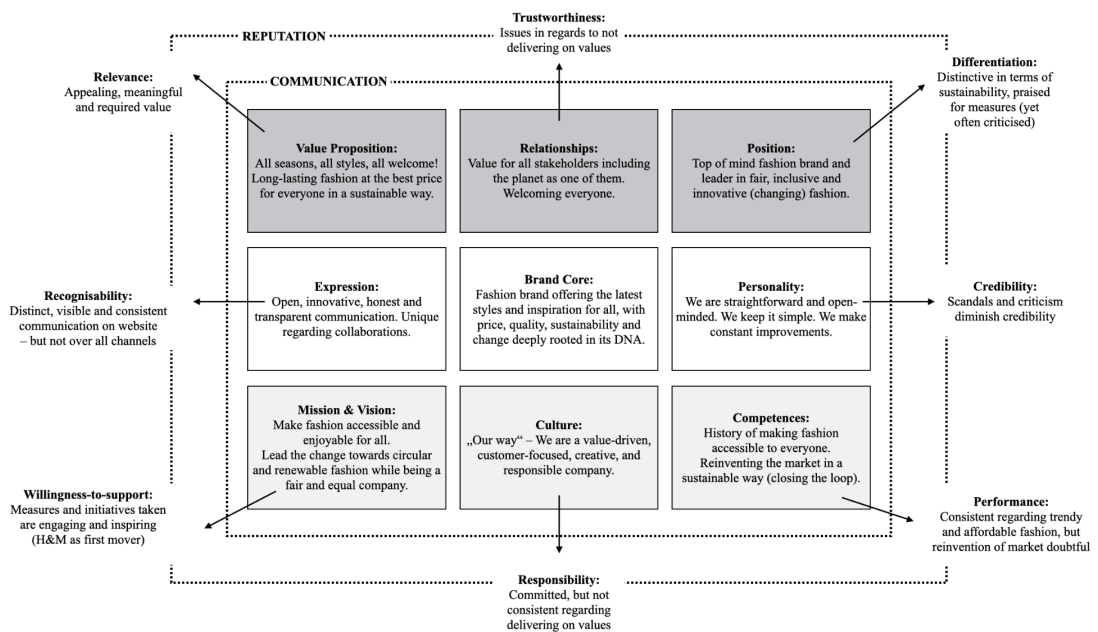 Trustworthiness:
Issues in regards to not
delivering on values
REPUTATION
Relevance:
Appealing, meaningful
and required value
COMMUNICATION
Differentiation:
Distinctive in terms of
sustainability, praised
for measures (yet
often criticised)
Value Proposition:
All seasons, all styles, all welcome!
Long-lasting fashion at the best price
for everyone in a sustainable way.
Relationships:
Value for all stakeholders including
the planet as one of them.
Welcoming everyone.
Position:
Top of mind fashion brand and
leader in fair, inclusive and
innovative (changing) fashion.
Recognisability:
Distinct, visible and consistent
communication on website
– but not over all channels
Expression:
Open, innovative, honest and
transparent communication. Unique
regarding collaborations.
Brand Core:
Fashion brand offering the latest
styles and inspiration for all, with
price, quality, sustainability and
change deeply rooted in its DNA.
Personality:
We are straightforward and open-
minded. We keep it simple. We make
constant improvements.
Credibility:
Scandals and criticism
diminish credibility
Mission & Vision:
Make fashion accessible and
enjoyable for all.
Lead the change towards circular
and renewable fashion while being a
fair and equal company.
Culture:
„Our way“ – We are a value-driven,
customer-focused, creative, and
responsible company.
Competences:
History of making fashion
accessible to everyone.
Reinventing the market in a
sustainable way (closing the loop).
Willingness-to-support:
Measures and initiatives taken
are engaging and inspiring
(H&M as first mover)
Performance:
Consistent regarding trendy
and affordable fashion, but
reinvention of market doubtful
Responsibility:
Committed, but not
consistent regarding
delivering on values